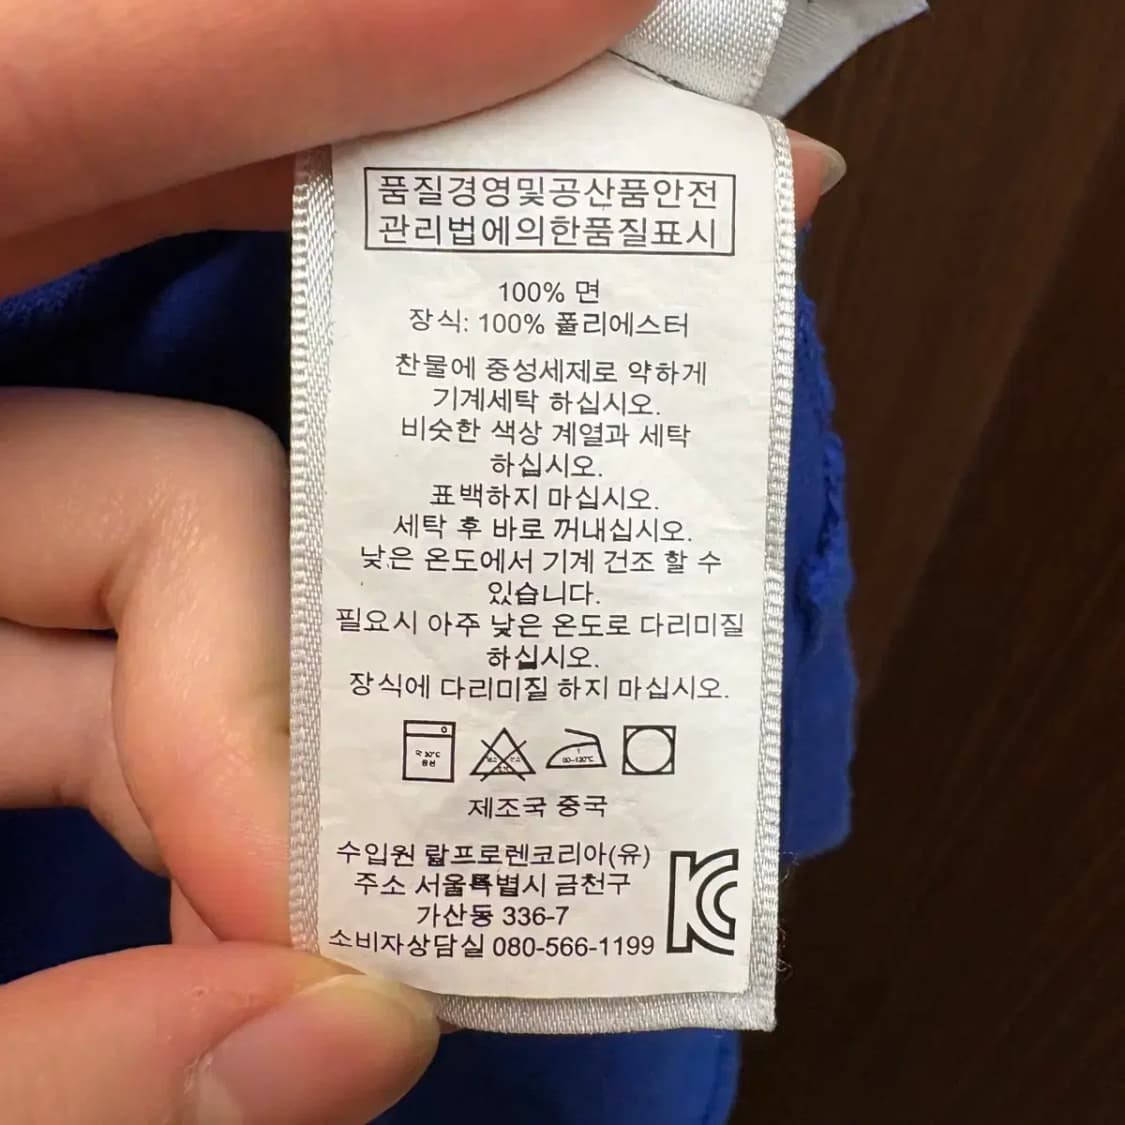 품질경영및공산품안전
관리법에의한품질표시
100% 면
장식: 100% 폴리에스터
찬물에 중성세제로 약하게
기계세탁 하십시오.
비슷한 색상 계열과 세탁
하십시오.
표백하지 마십시오.
세탁 후 바로 꺼내십시오.
낮은 온도에서 기계 건조 할 수
있습니다.
필요시 아주 낮은 온도로 다리미질
하십시오.
장식에 다리미질 하지 마십시오.
약 30℃
중성
제조국 중국
수입원 랄프로렌코리아(유)
주소 서울특별시 금천구
가산동 336-7
소비자상담실 080-566-1199
KC